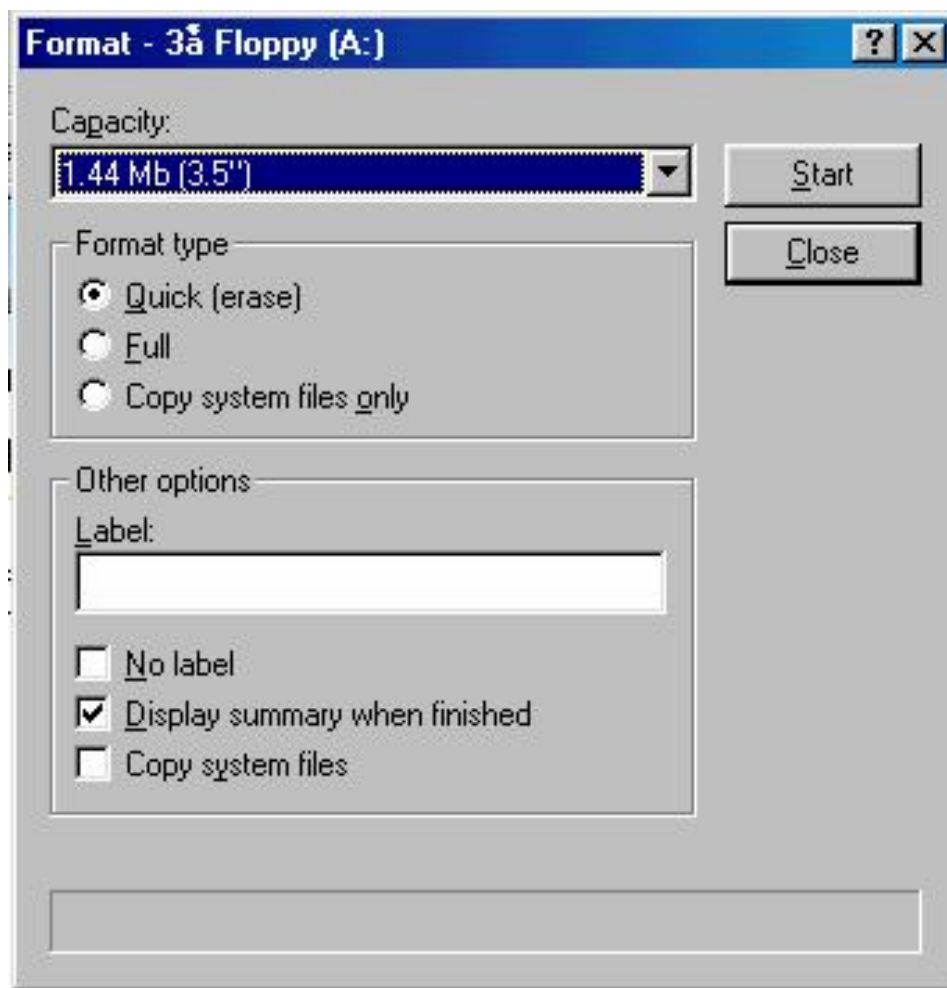 Format - 3ẫ Floppy (A:)
Capacity:
1.44 Mb (3.5")
Start
Close
Format type
Quick (erase)
Full
Copy system files only
Other options
Label:
No label
Display summary when finished
Copy system files